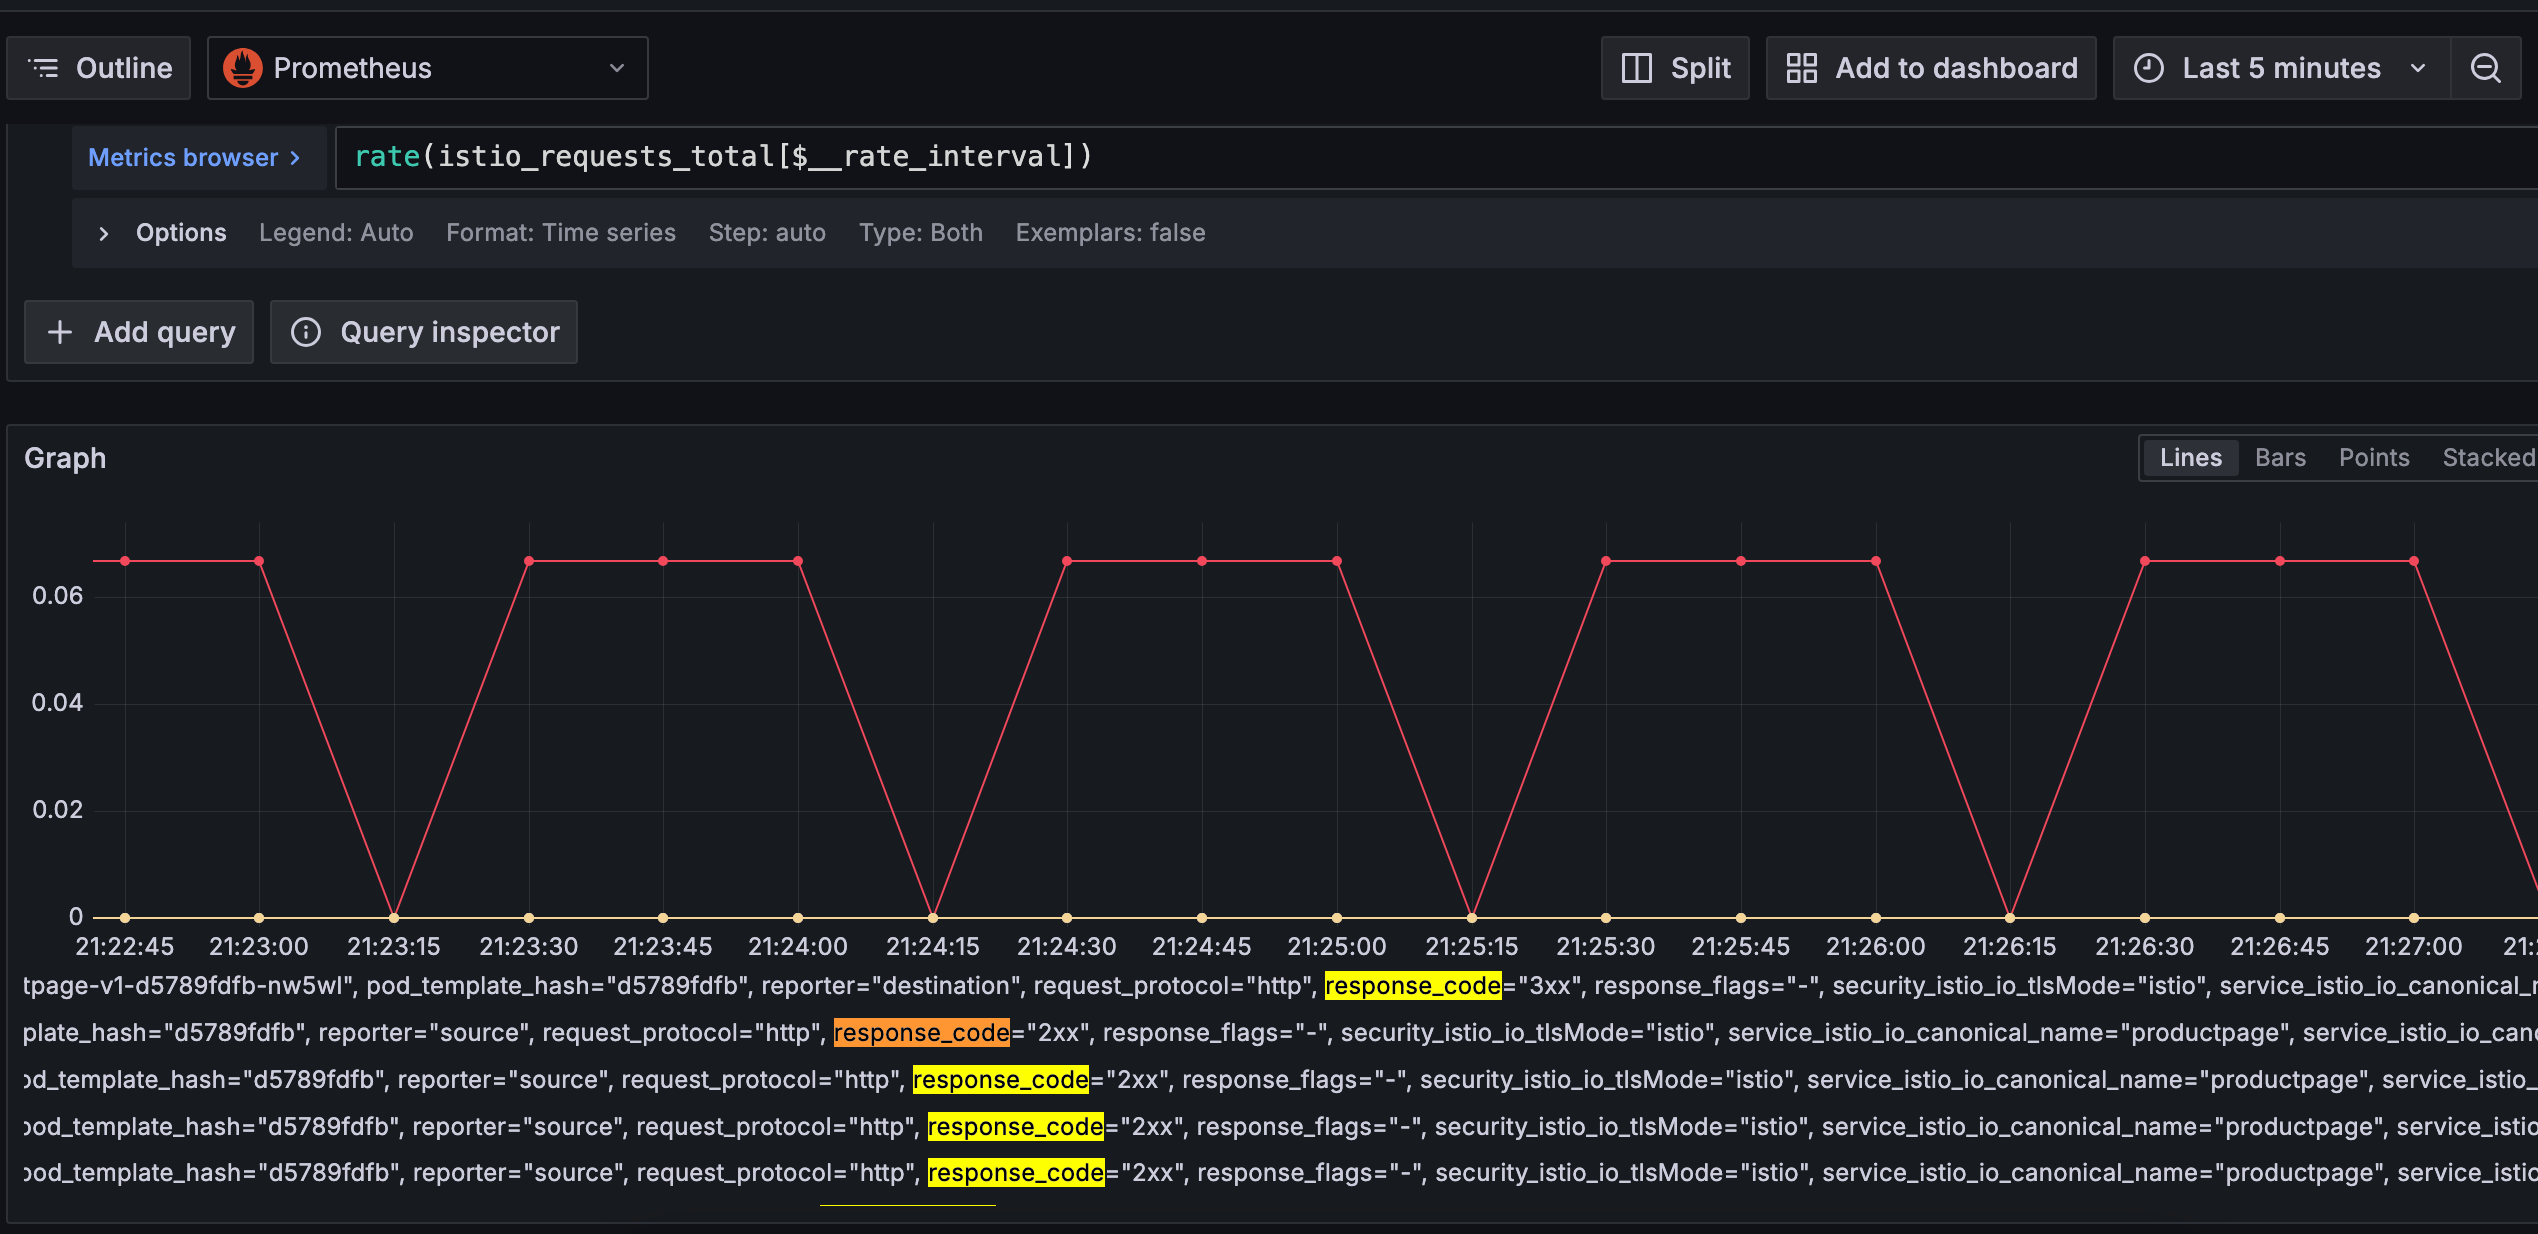 Outline Prometheus Split Add to dashboard Last 5 minutes
Metrics browser > rate(istio_requests_total[$__rate_interval])
Options Legend: Auto Format: Time series Step: auto Type: Both Exemplars: false
+ Add query Query inspector
Graph Lines Bars Points Stacked
0.06
0.04
0.02
0
21:22:45 21:23:00 21:23:15 21:23:30 21:23:45 21:24:00 21:24:15 21:24:30 21:24:45 21:25:00 21:25:15 21:25:30 21:25:45 21:26:00 21:26:15 21:26:30 21:26:45 21:27:00 21:
tpage-v1-d5789fdfb-nw5wl", pod_template_hash="d5789fdfb", reporter="destination", request_protocol="http", response_code="3xx", response_flags="-", security_istio_io_tlsMode="istio", service_istio_io_canonical_
plate_hash="d5789fdfb", reporter="source", request_protocol="http", response_code="2xx", response_flags="-", security_istio_io_tlsMode="istio", service_istio_io_canonical_name="productpage", service_istio_io_can
od_template_hash="d5789fdfb", reporter="source", request_protocol="http", response_code="2xx", response_flags="-", security_istio_io_tlsMode="istio", service_istio_io_canonical_name="productpage", service_istio_
pod_template_hash="d5789fdfb", reporter="source", request_protocol="http", response_code="2xx", response_flags="-", security_istio_io_tlsMode="istio", service_istio_io_canonical_name="productpage", service_istio
pod_template_hash="d5789fdfb", reporter="source", request_protocol="http", response_code="2xx", response_flags="-", security_istio_io_tlsMode="istio", service_istio_io_canonical_name="productpage", service_istio